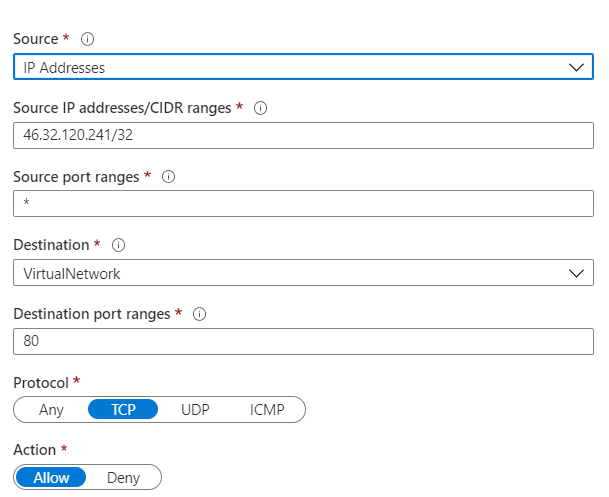 Source *
IP Addresses
Source IP addresses/CIDR ranges *
46.32.120.241/32
Source port ranges *
*
Destination *
VirtualNetwork
Destination port ranges *
80
Protocol *
Any TCP UDP ICMP
Action *
Allow Deny